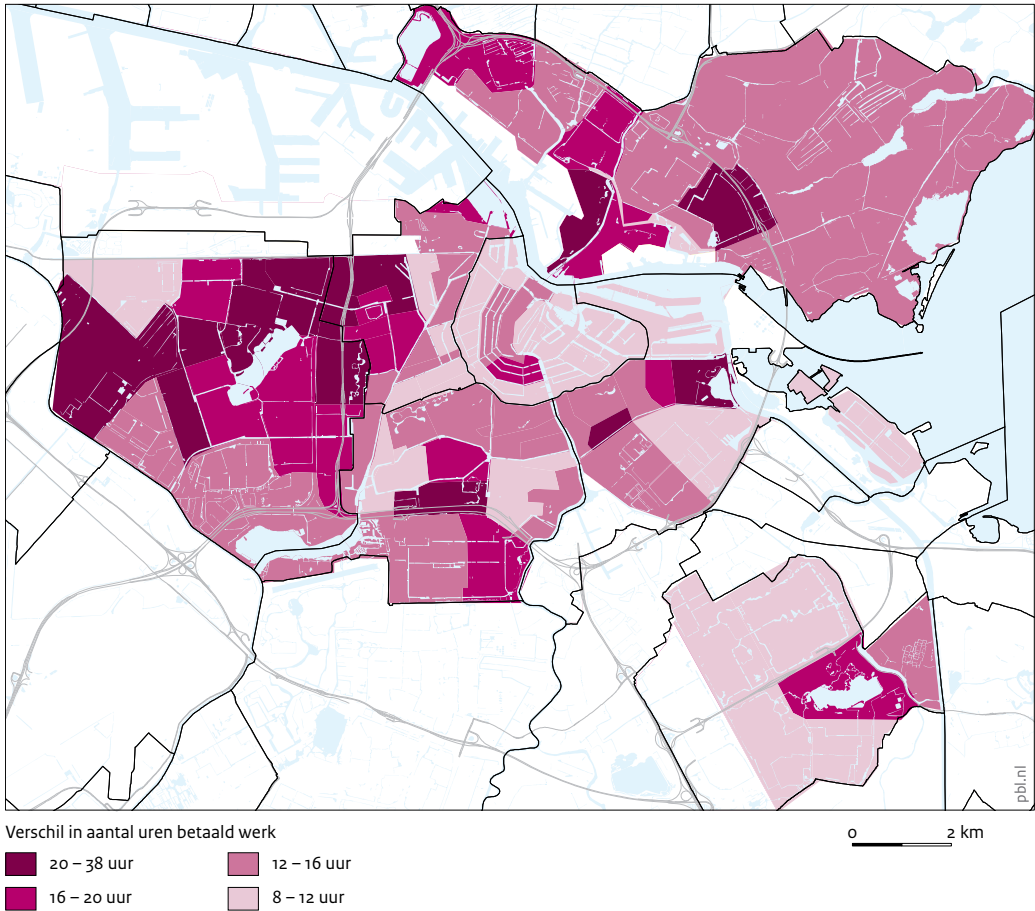 pbl.nl
Verschil in aantal uren betaald werk
0 2 km
20 – 38 uur
12 – 16 uur
16 – 20 uur
8 – 12 uur